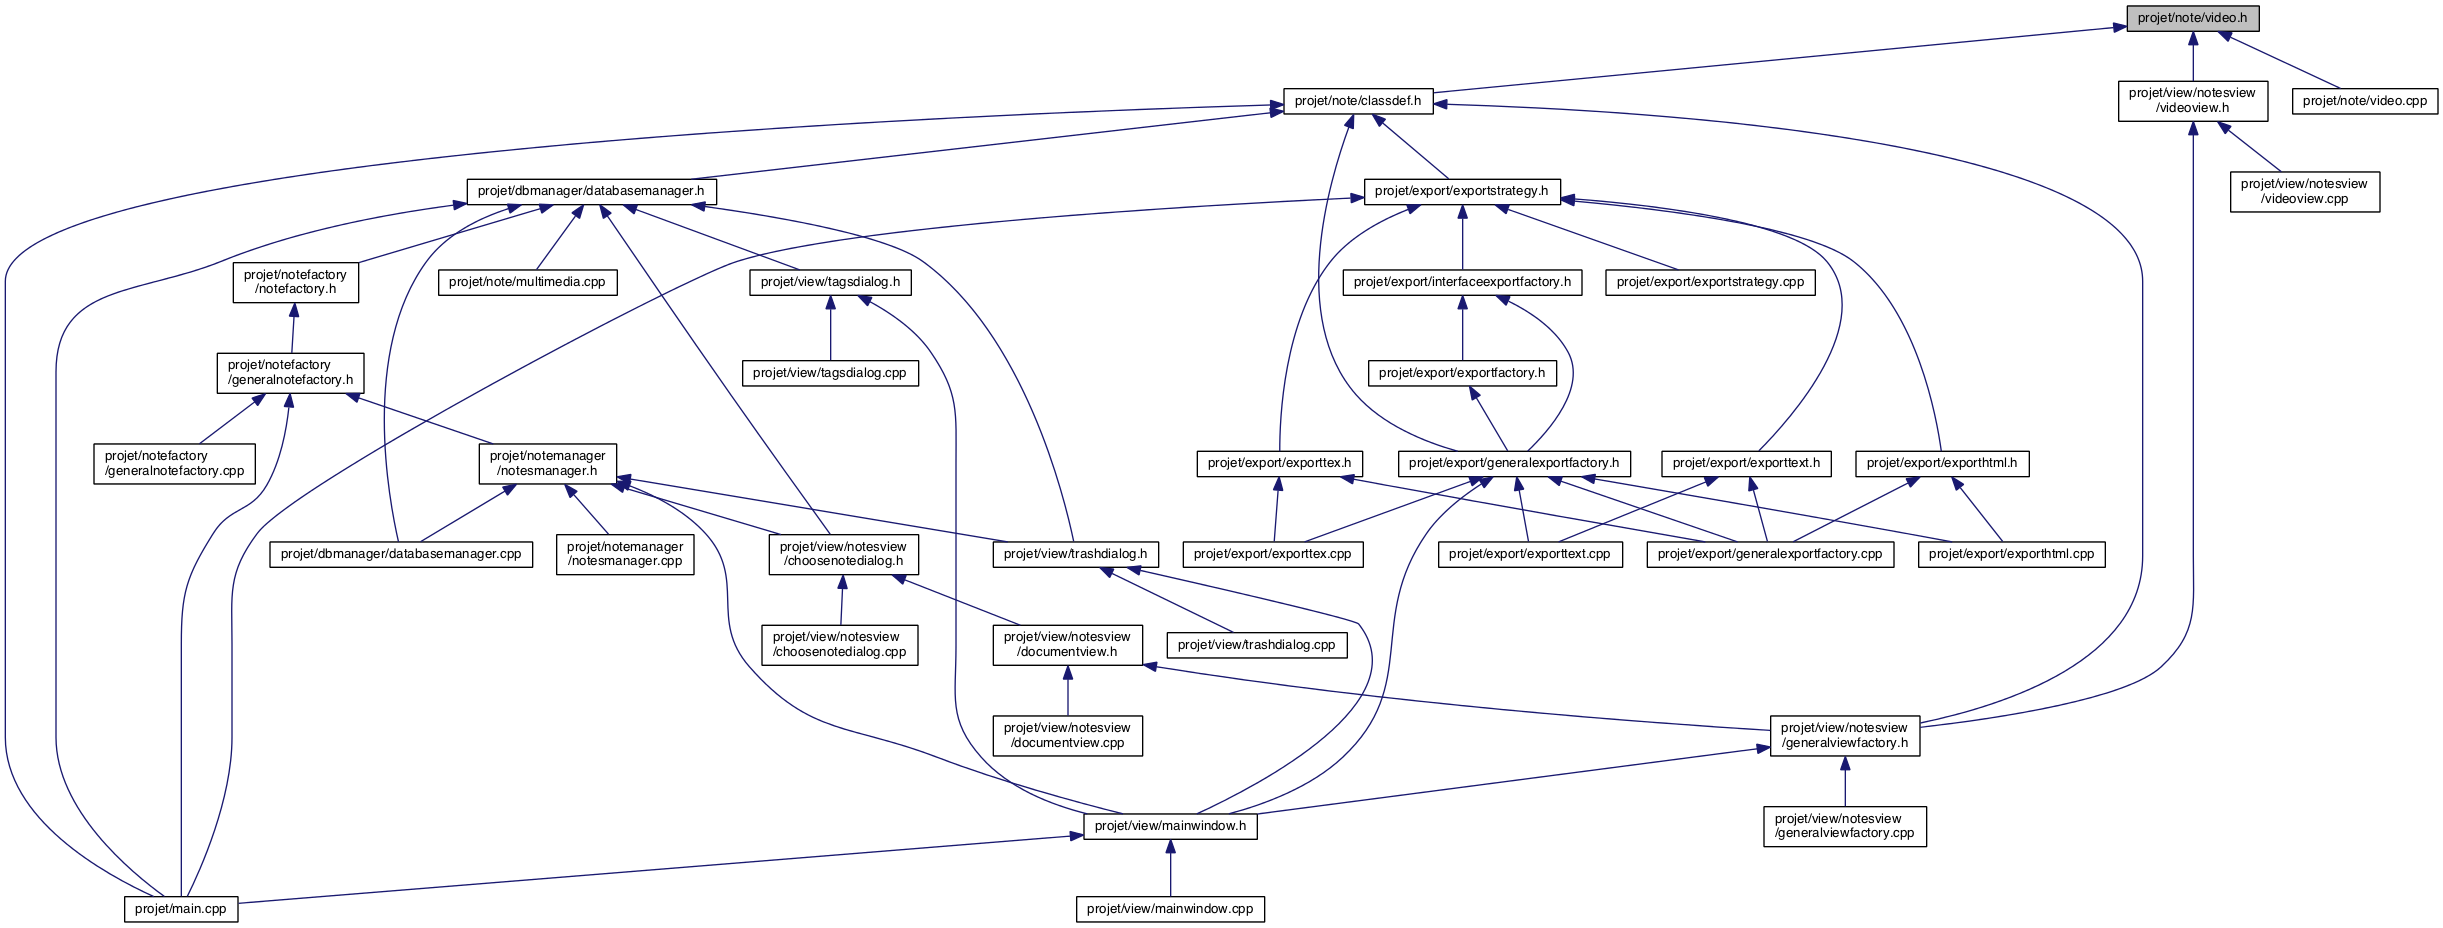 projet/note/video.h
projet/note/classdef.h
projet/view/notesview
/videoview.h
projet/note/video.cpp
projet/dbmanager/databasemanager.h
projet/export/exportstrategy.h
projet/view/notesview
/videoview.cpp
projet/notefactory
/notefactory.h
projet/note/multimedia.cpp
projet/view/tagsdialog.h
projet/export/interfaceexportfactory.h
projet/export/exportstrategy.cpp
projet/notefactory
/generalnotefactory.h
projet/view/tagsdialog.cpp
projet/export/exportfactory.h
projet/notefactory
/generalnotefactory.cpp
projet/notemanager
/notesmanager.h
projet/export/exporttex.h
projet/export/generalexportfactory.h
projet/export/exporttext.h
projet/export/exporthtml.h
projet/dbmanager/databasemanager.cpp
projet/notemanager
/notesmanager.cpp
projet/view/notesview
/choosenotedialog.h
projet/view/trashdialog.h
projet/export/exporttex.cpp
projet/export/exporttext.cpp
projet/export/generalexportfactory.cpp
projet/export/exporthtml.cpp
projet/view/notesview
/choosenotedialog.cpp
projet/view/notesview
/documentview.h
projet/view/trashdialog.cpp
projet/view/notesview
/documentview.cpp
projet/view/notesview
/generalviewfactory.h
projet/view/mainwindow.h
projet/view/notesview
/generalviewfactory.cpp
projet/main.cpp
projet/view/mainwindow.cpp